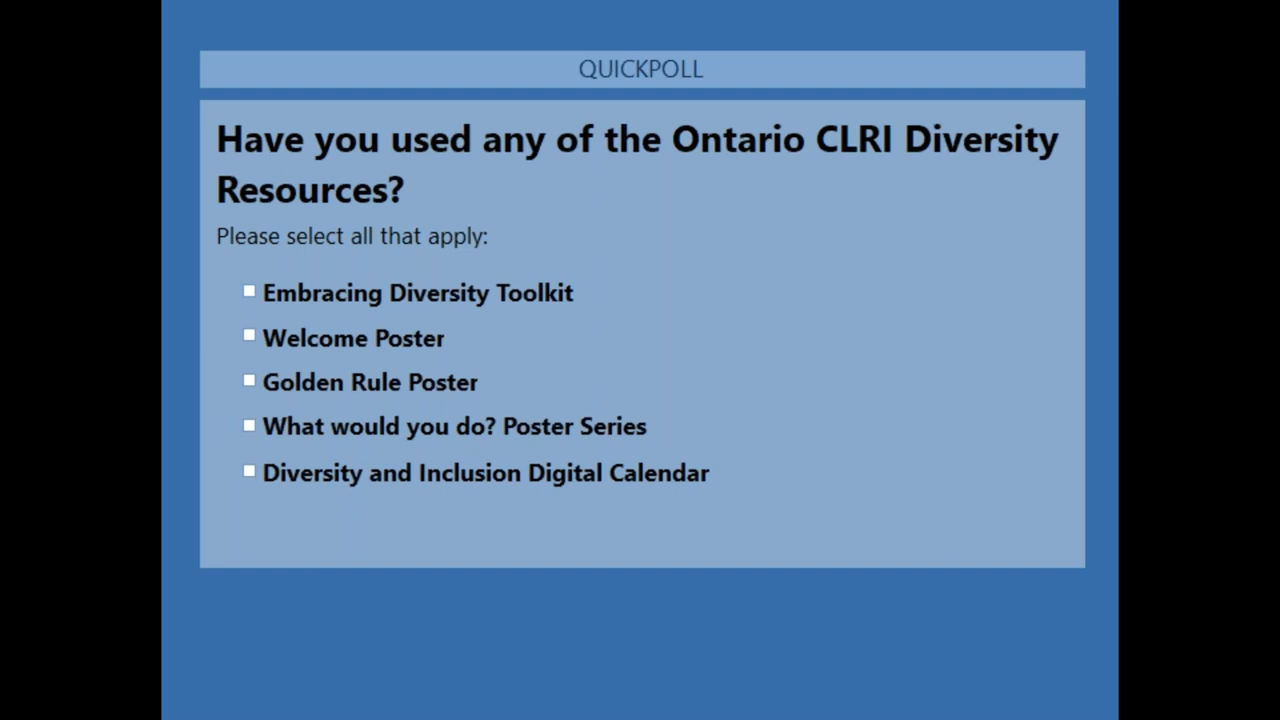 QUICKPOLL
Have you used any of the Ontario CLRI Diversity
Resources?
Please select all that apply:
Embracing Diversity Toolkit
Welcome Poster
Golden Rule Poster
What would you do? Poster Series
Diversity and Inclusion Digital Calendar